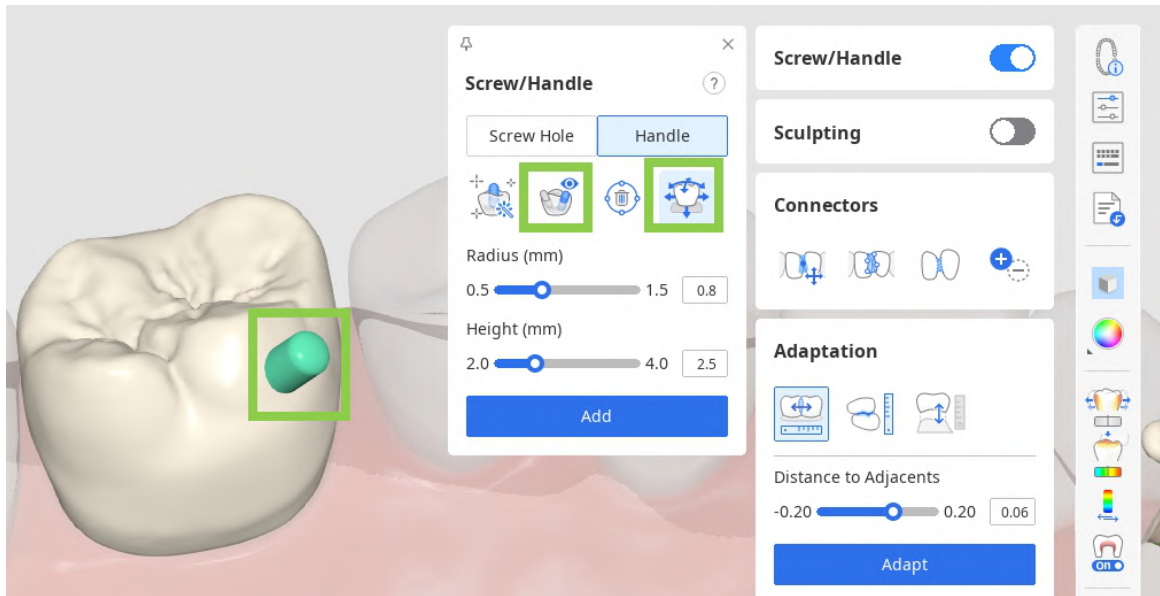 Screw/Handle
?
Screw Hole
Handle
Radius (mm)
0.5
1.5
0.8
Height (mm)
2.0
4.0
2.5
Add
Screw/Handle
Sculpting
Connectors
Adaptation
Distance to Adjacents
-0.20
0.20
0.06
Adapt
On